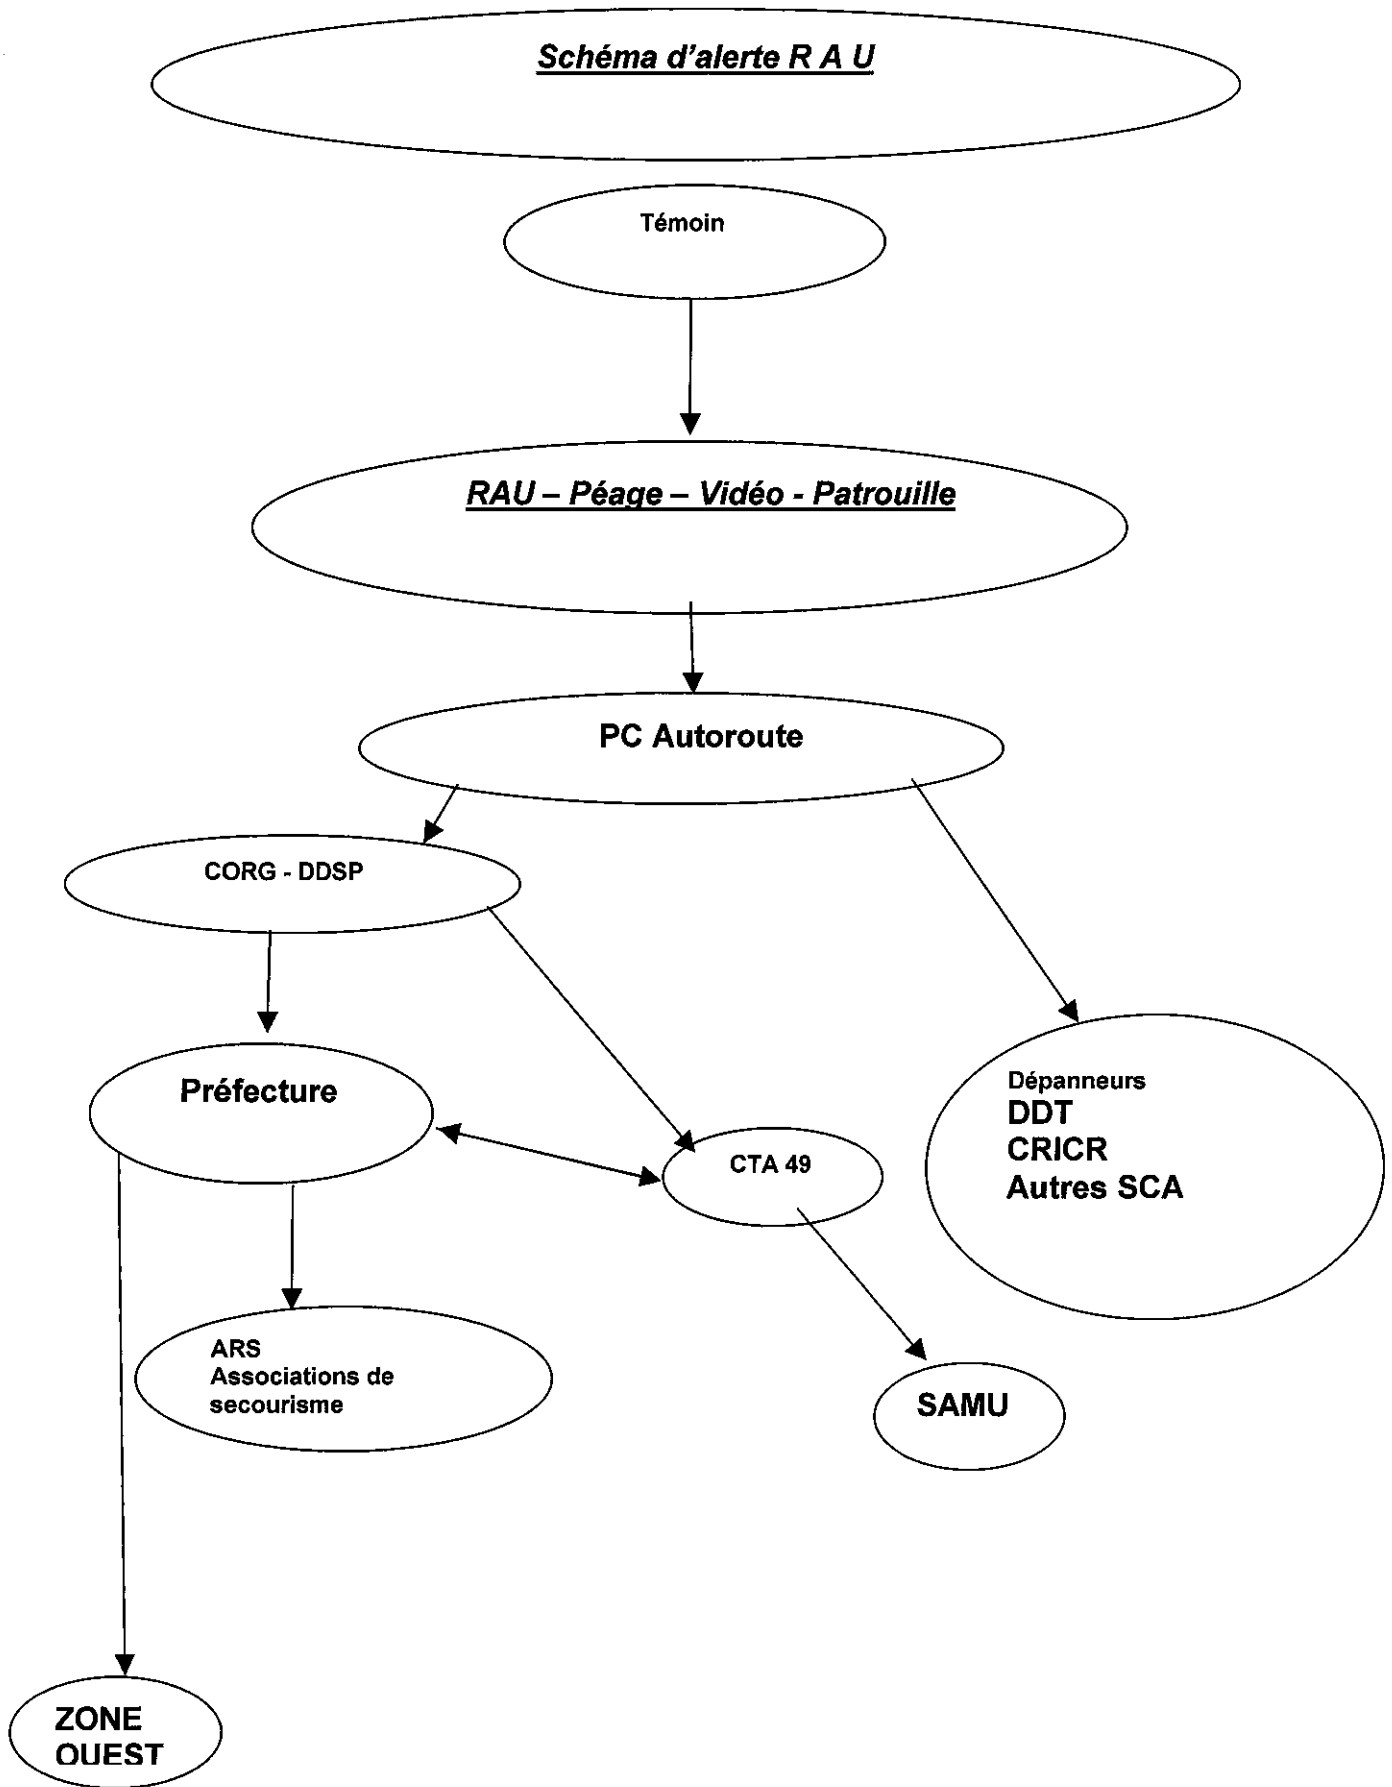 Schéma d'alerte R A U
Témoin
RAU – Péage – Vidéo - Patrouille
PC Autoroute
CORG - DDSP
Préfecture
CTA 49
Dépanneurs
DDT
CRICR
Autres SCA
ARS
Associations de
secourisme
SAMU
ZONE
OUEST